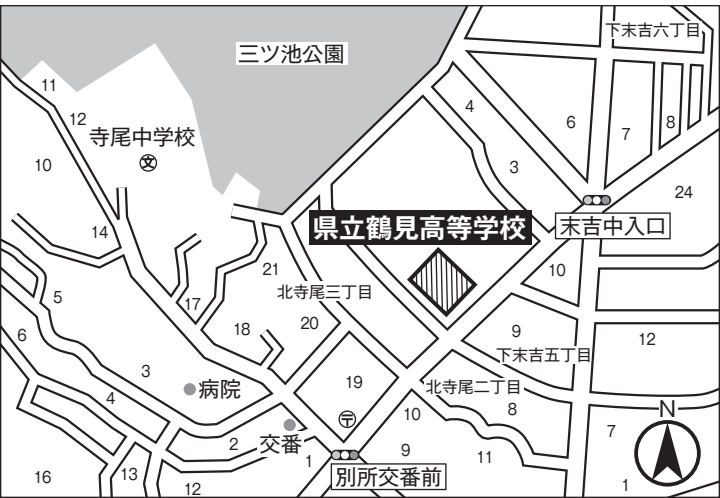 下末吉六丁目
三ツ池公園
11
12
寺尾中学校
文
10
4
6
7
8
3
24
県立鶴見高等学校
末吉中入口
14
21
10
北寺尾三丁目
5
17
18
20
6
9
12
下末吉五丁目
3
19
病院
北寺尾二丁目
4
10
8
〒
N
交番
2
1
9
7
11
別所交番前
16
13
12
1